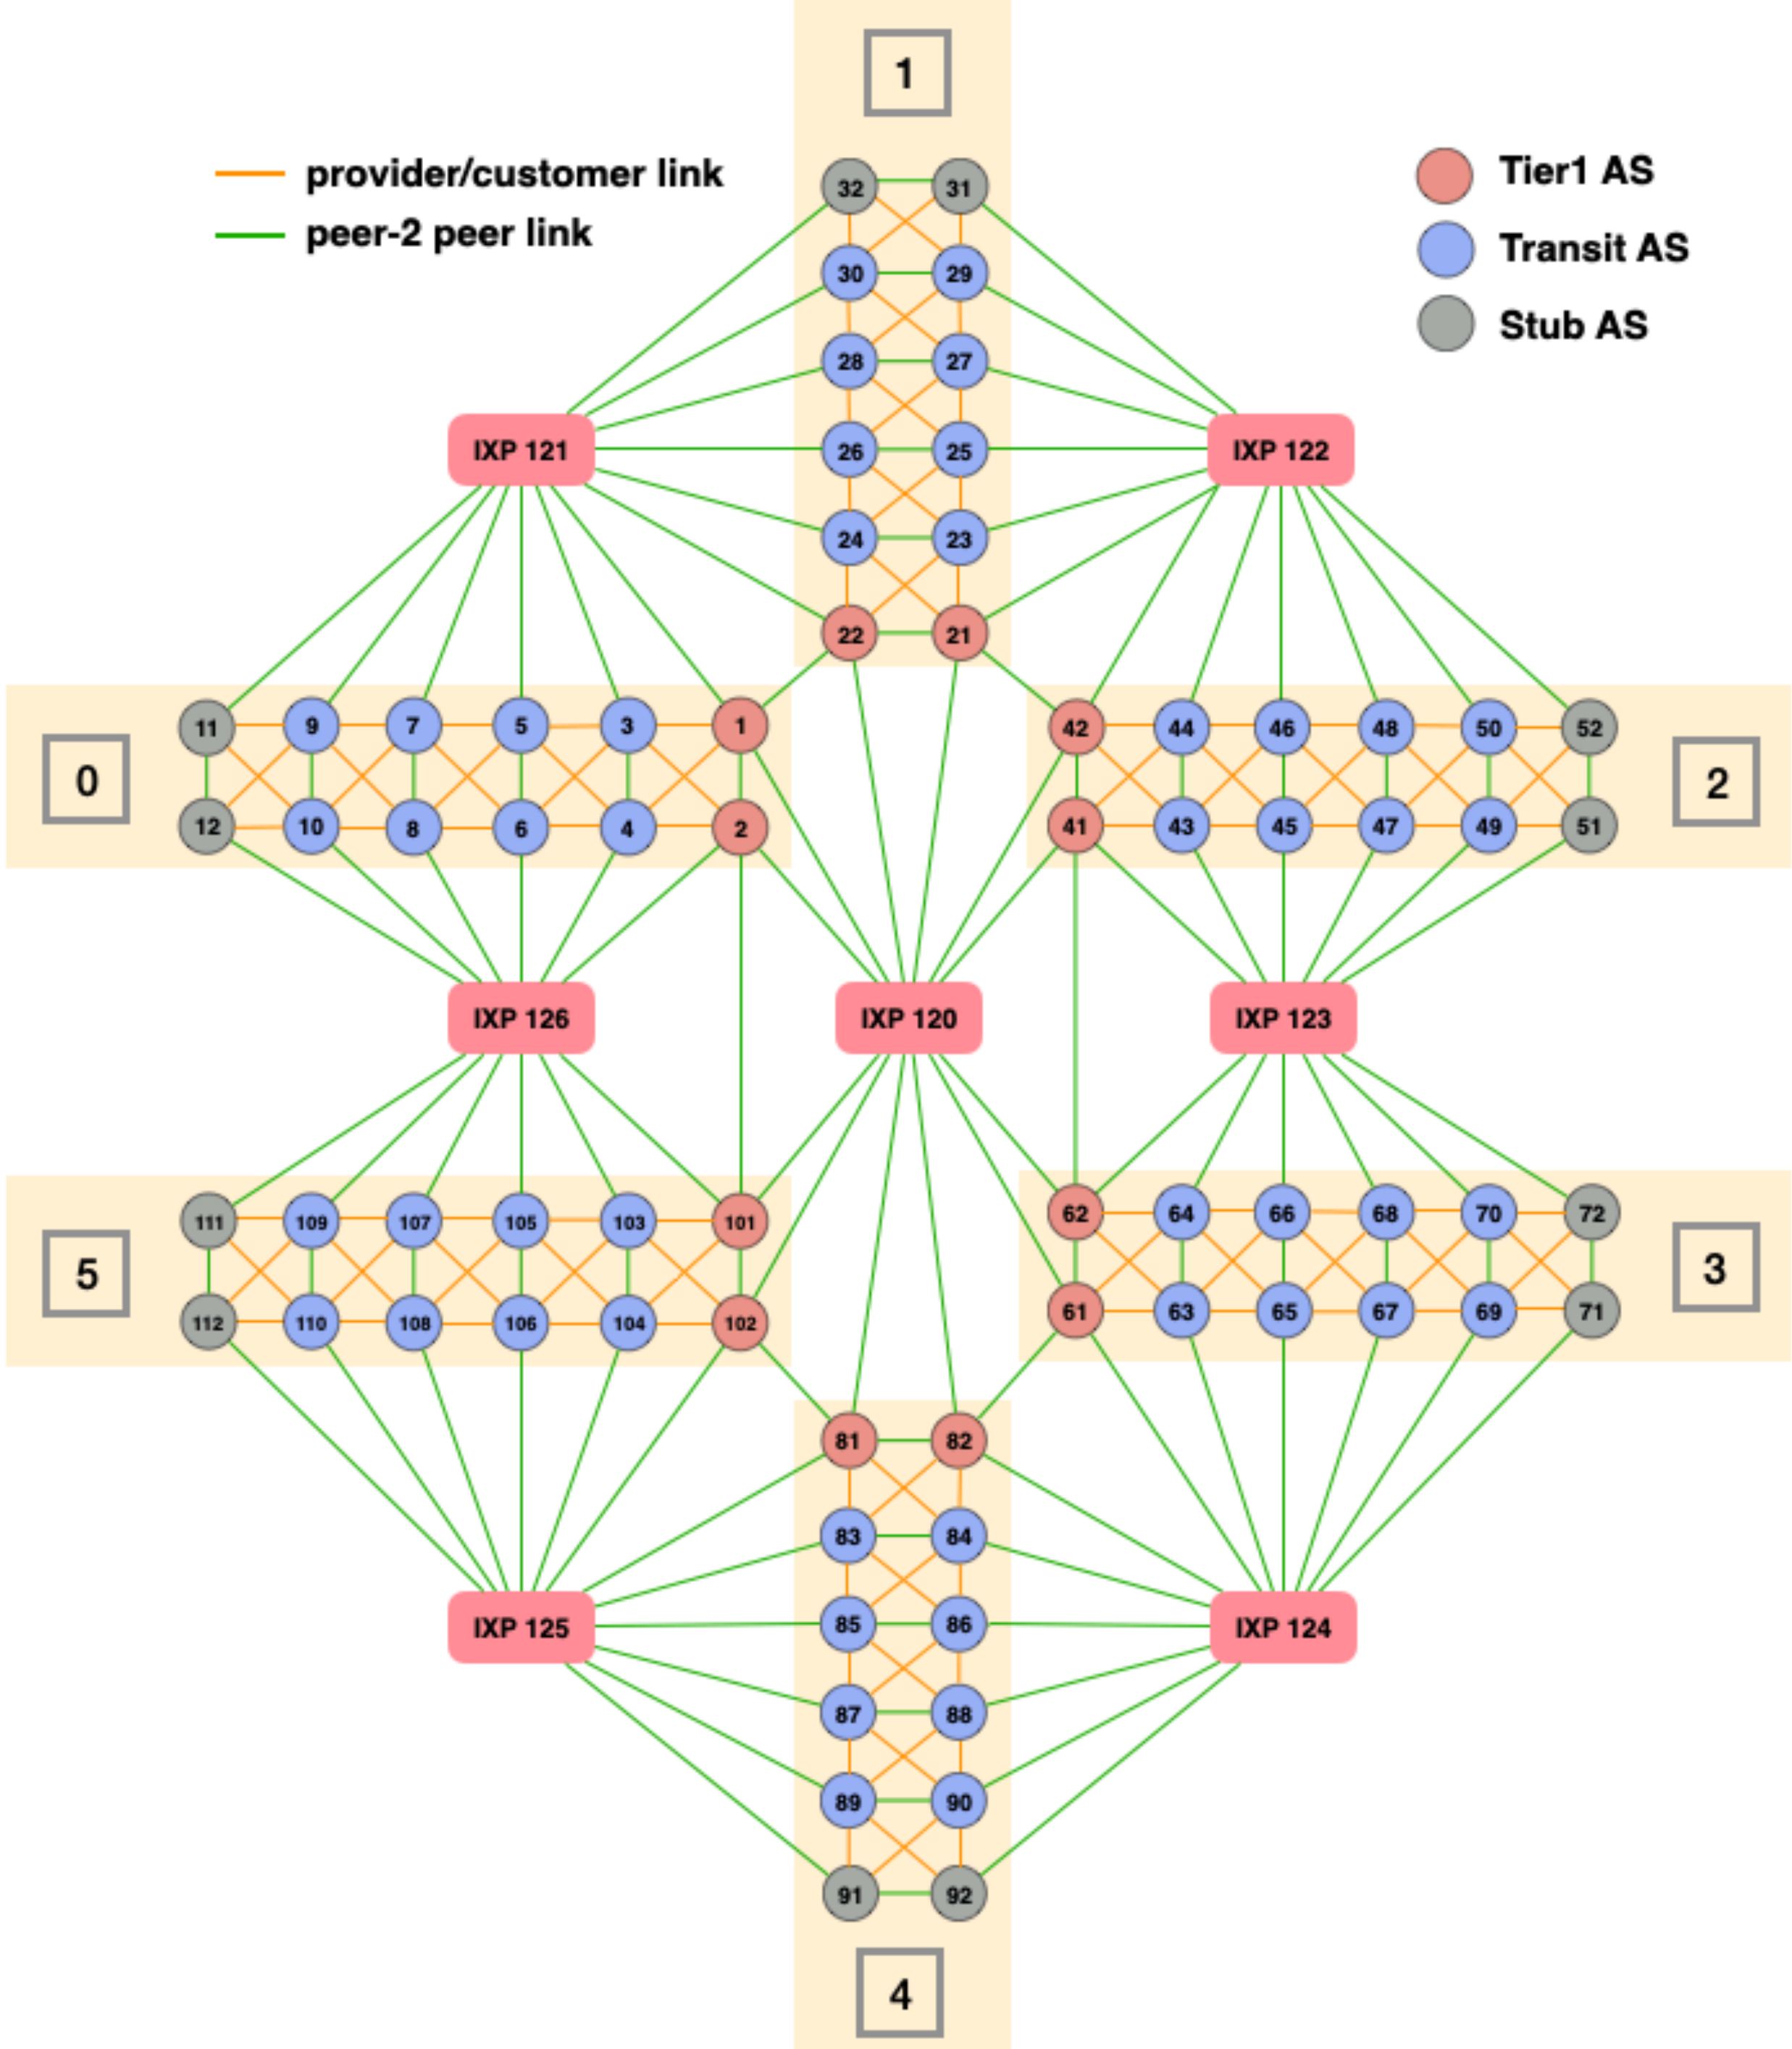 1
provider/customer link
peer-2 peer link
Tier1 AS
Transit AS
Stub AS
32 31
30 29
28 27
IXP 121
26 25
IXP 122
24 23
22 21
11 9 7 5 3 1
42 44 46 48 50 52
0
2
12 10 8 6 4 2
41 43 45 47 49 51
IXP 126
IXP 120
IXP 123
111 109 107 105 103 101
62 64 66 68 70 72
5
3
112 110 108 106 104 102
61 63 65 67 69 71
81 82
83 84
85 86
IXP 125
IXP 124
87 88
89 90
91 92
4